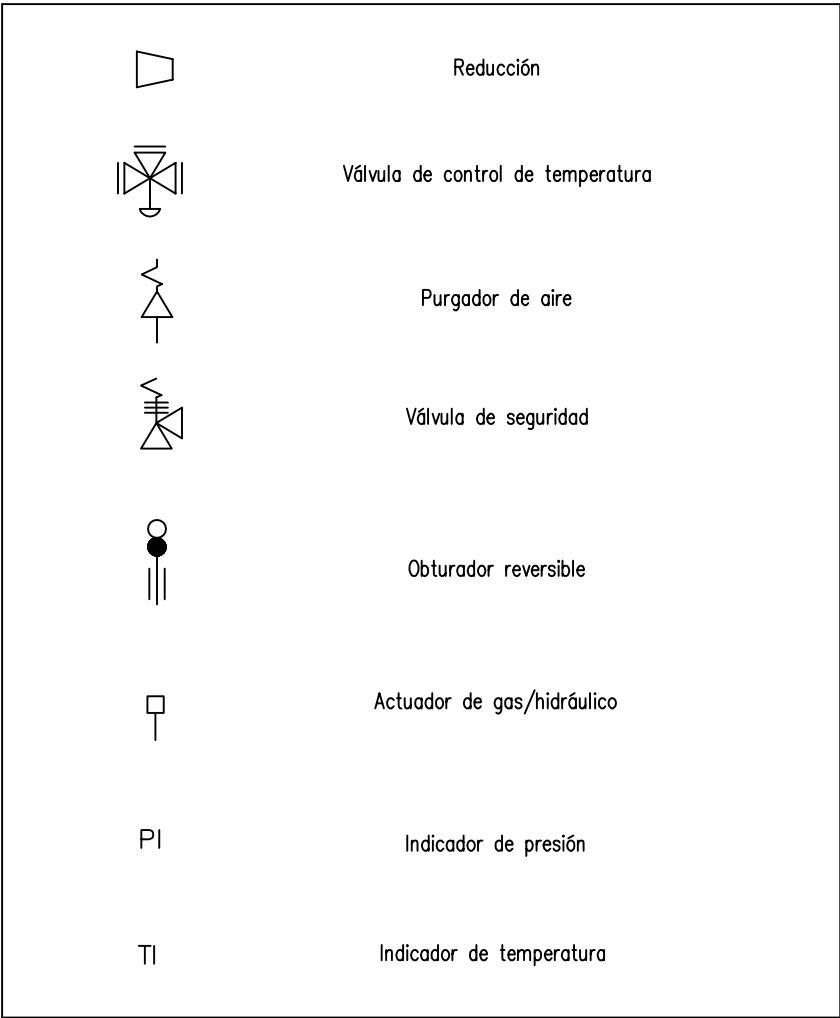 Reducción
Válvula de control de temperatura
Purgador de aire
Válvula de seguridad
Obturador reversible
Actuador de gas/hidráulico
PI Indicador de presión
TI Indicador de temperatura